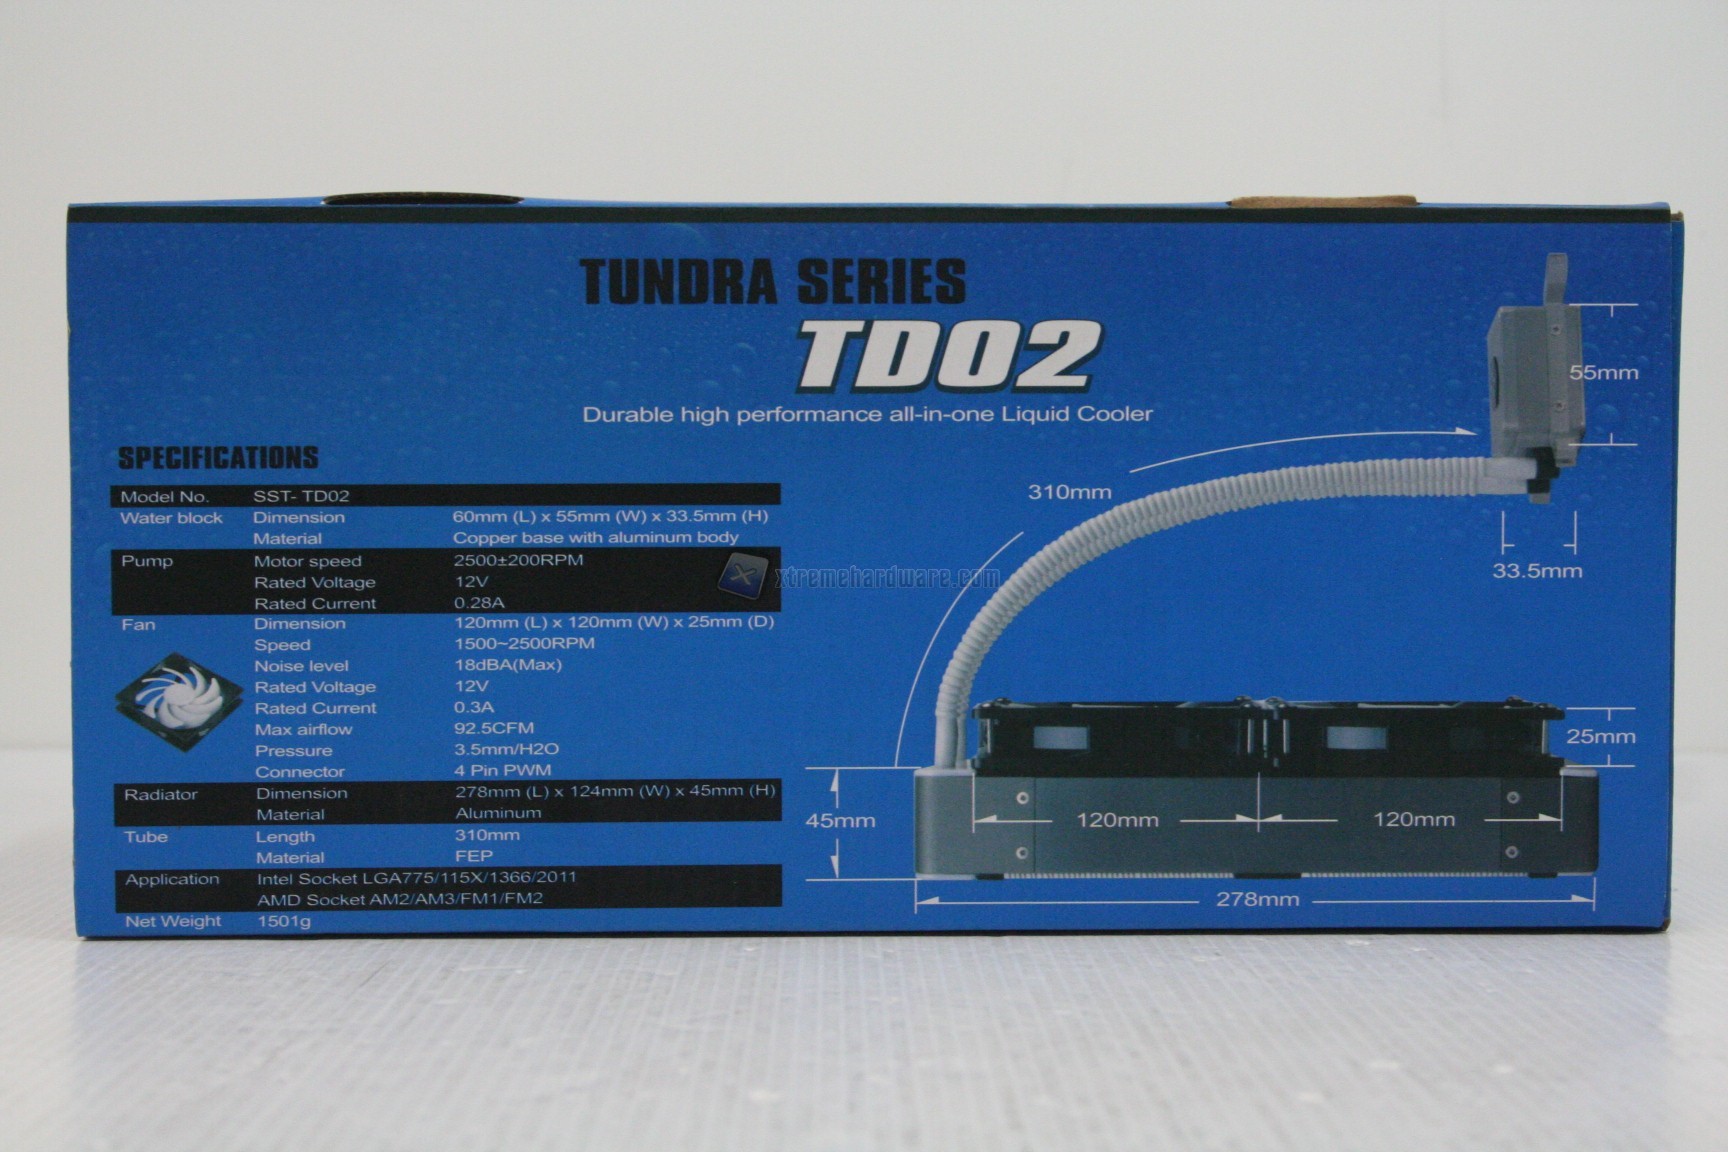 TUNDRA SERIES
TD02
Durable high performance all-in-one Liquid Cooler
SPECIFICATIONS
Model No. SST- TD02
Water block Dimension 60mm (L) x 55mm (W) x 33.5mm (H)
Material Copper base with aluminum body
Pump Motor speed 2500±200RPM
Rated Voltage 12V
Rated Current 0.28A
Fan Dimension 120mm (L) x 120mm (W) x 25mm (D)
Speed 1500~2500RPM
Noise level 18dBA(Max)
Rated Voltage 12V
Rated Current 0.3A
Max airflow 92.5CFM
Pressure 3.5mm/H2O
Connector 4 Pin PWM
Radiator Dimension 278mm (L) x 124mm (W) x 45mm (H)
Material Aluminum
Tube Length 310mm
Material FEP
Application Intel Socket LGA775/115X/1366/2011
AMD Socket AM2/AM3/FM1/FM2
Net Weight 1501g
xtremehardware.com
55mm
310mm
33.5mm
25mm
45mm
120mm
120mm
278mm